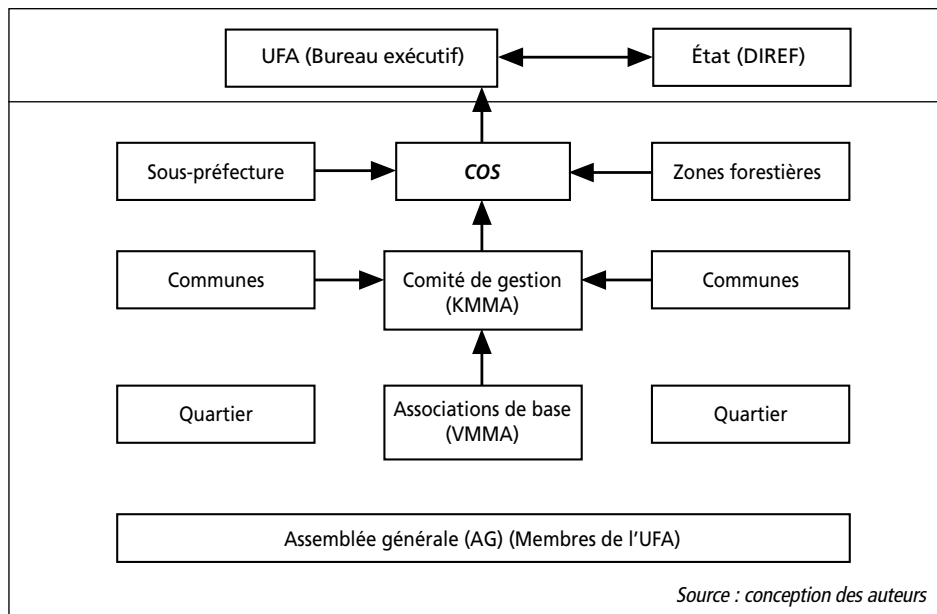 UFA (Bureau exécutif)
État (DIREF)
Sous-préfecture
COS
Zones forestières
Communes
Comité de gestion
(KMMA)
Communes
Quartier
Associations de base
(VMMA)
Quartier
Assemblée générale (AG) (Membres de l'UFA)
Source : conception des auteurs